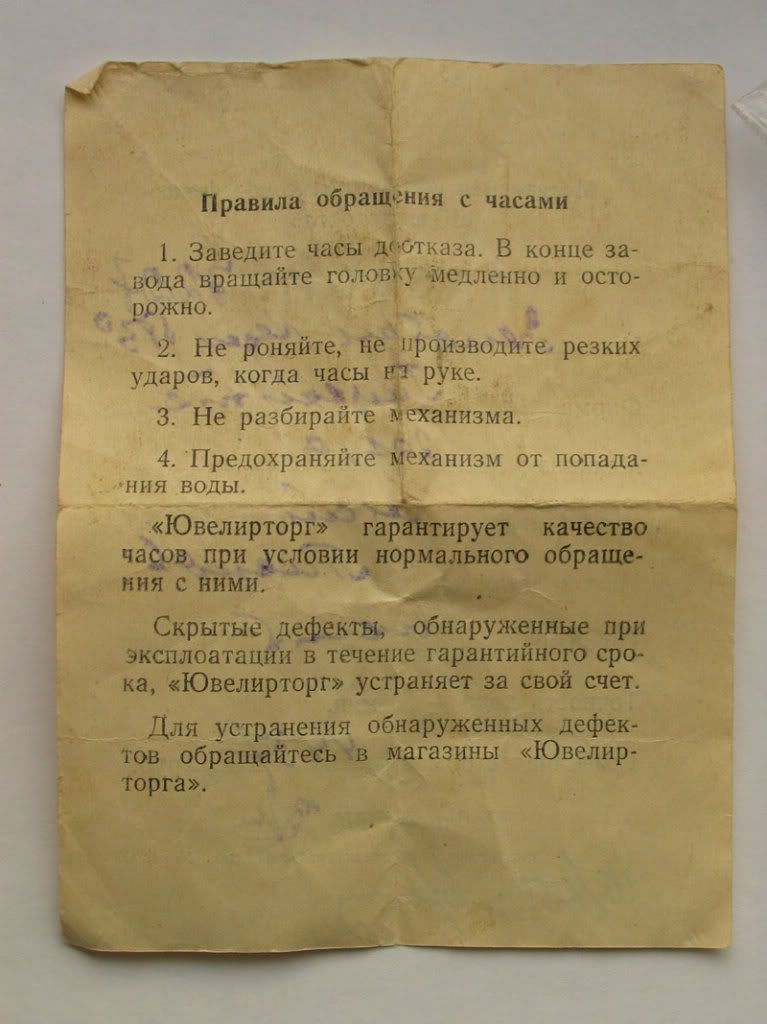 Правила обращения с часами
1. Заведите часы до отказа. В конце за-
вода вращайте головку медленно и осто-
рожно.
2. Не роняйте, не производите резких
ударов, когда часы на руке.
3. Не разбирайте механизма.
4. Предохраняйте механизм от попада-
ния воды.
«Ювелирторг» гарантирует качество
часов при условии нормального обраще-
ния с ними.
Скрытые дефекты, обнаруженные при
эксплоатации в течение гарантийного сро-
ка, «Ювелирторг» устраняет за свой счет.
Для устранения обнаруженных дефек-
тов обращайтесь в магазины «Ювелир-
торга».